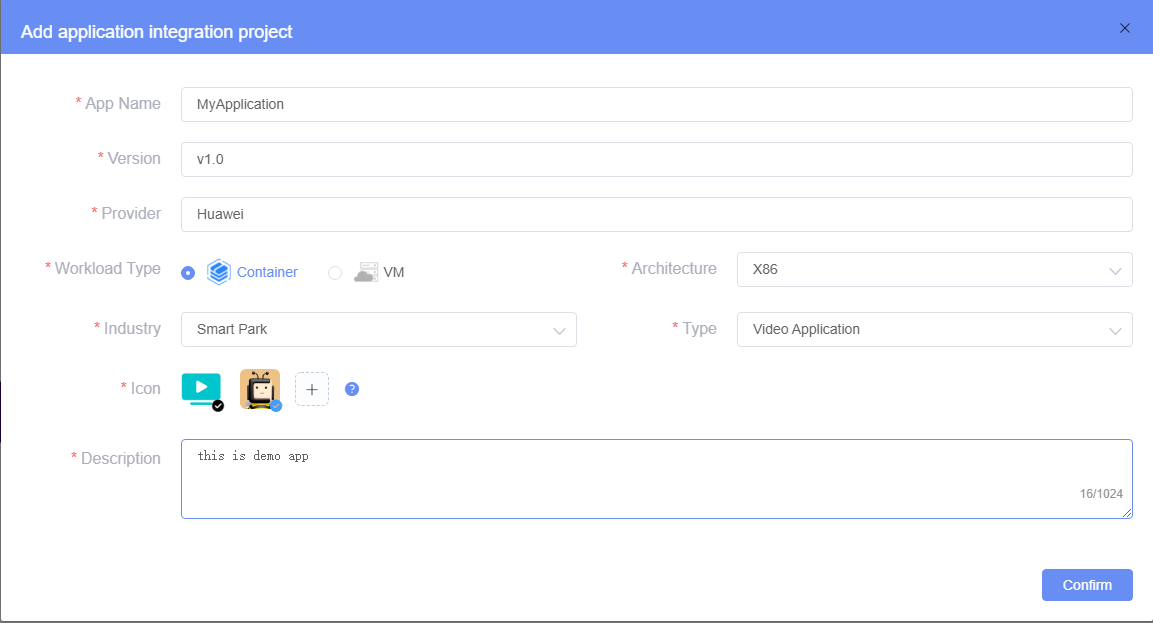 Add application integration project
* App Name MyApplication
* Version v1.0
* Provider Huawei
* Workload Type Container VM * Architecture X86
* Industry Smart Park * Type Video Application
* Icon + ?
* Description this is demo app
16/1024
Confirm